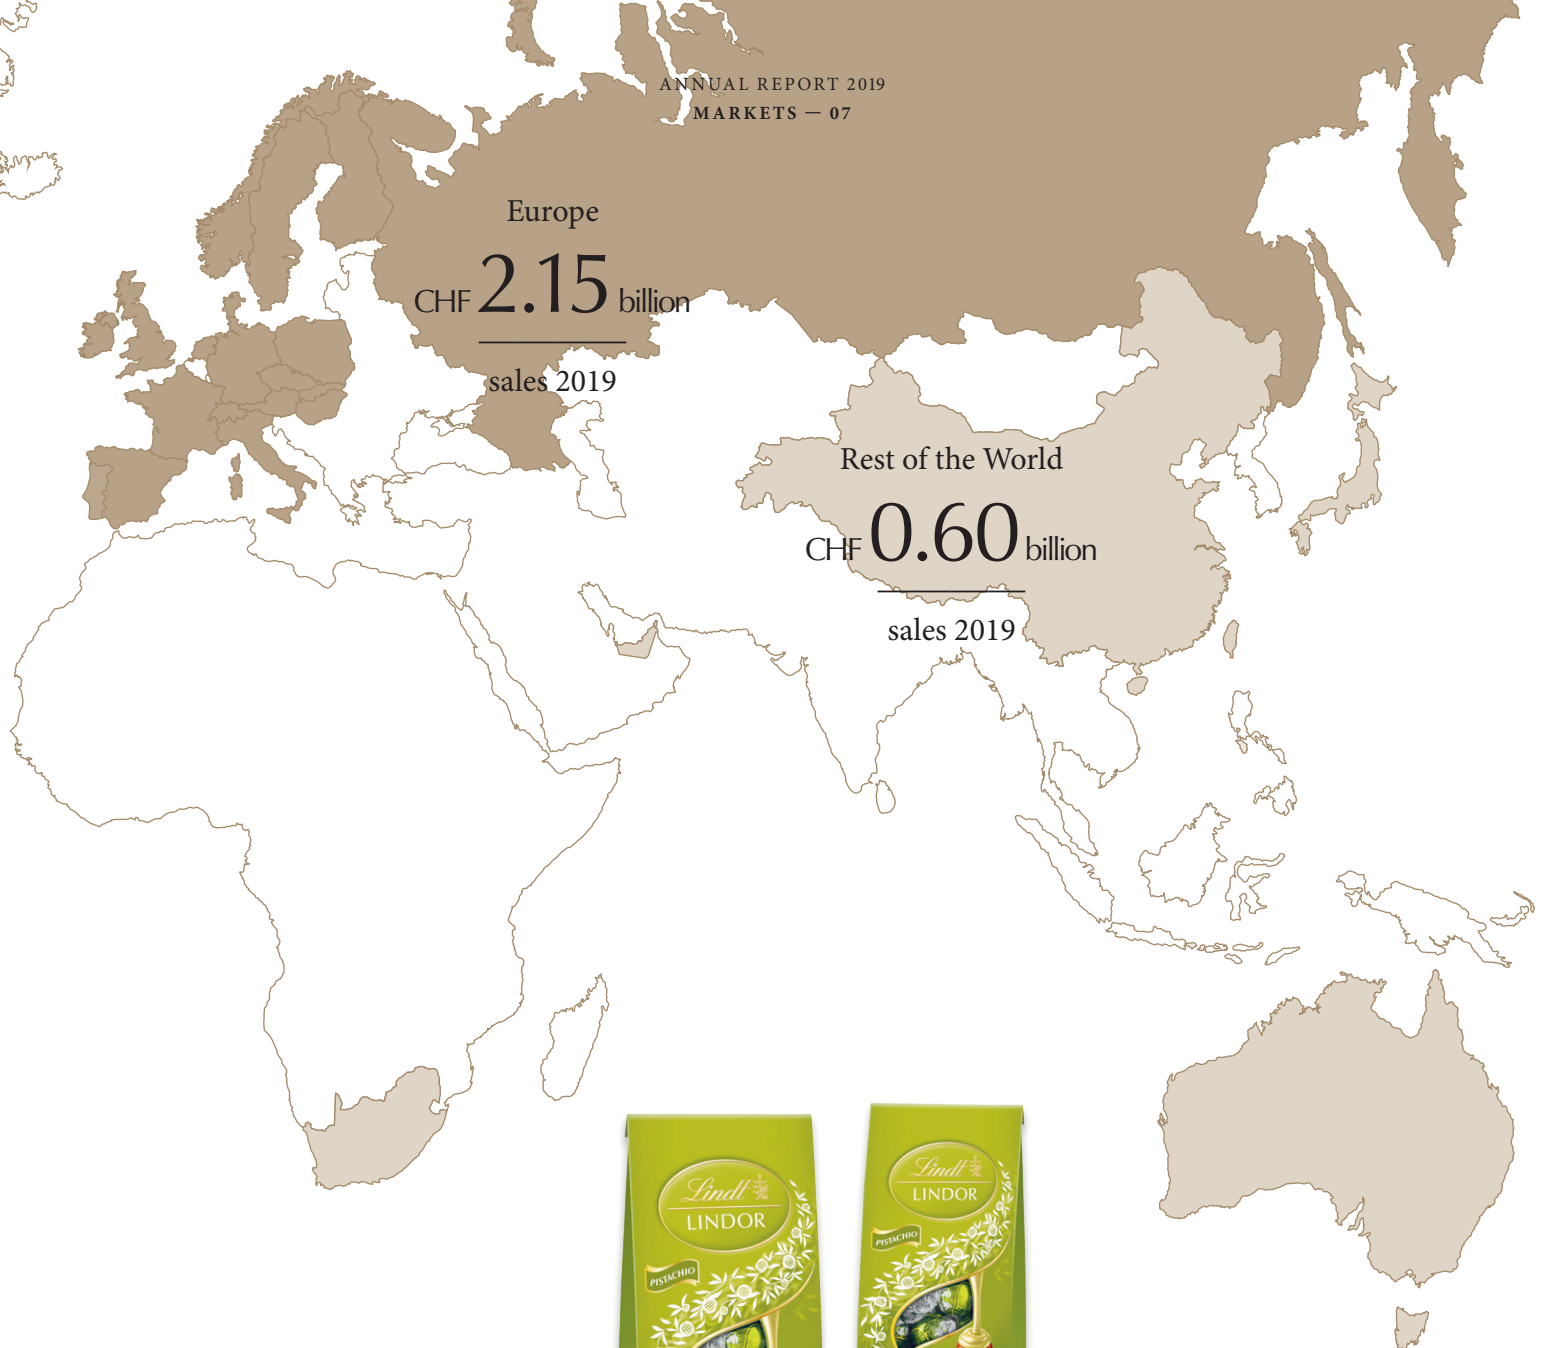 ANNUAL REPORT 2019
MARKETS — 07
Europe
CHF 2.15 billion
sales 2019
Rest of the World
CHF 0.60 billion
sales 2019
Lindt
LINDOR
PISTACHIO
Lindt
LINDOR
PISTACHIO